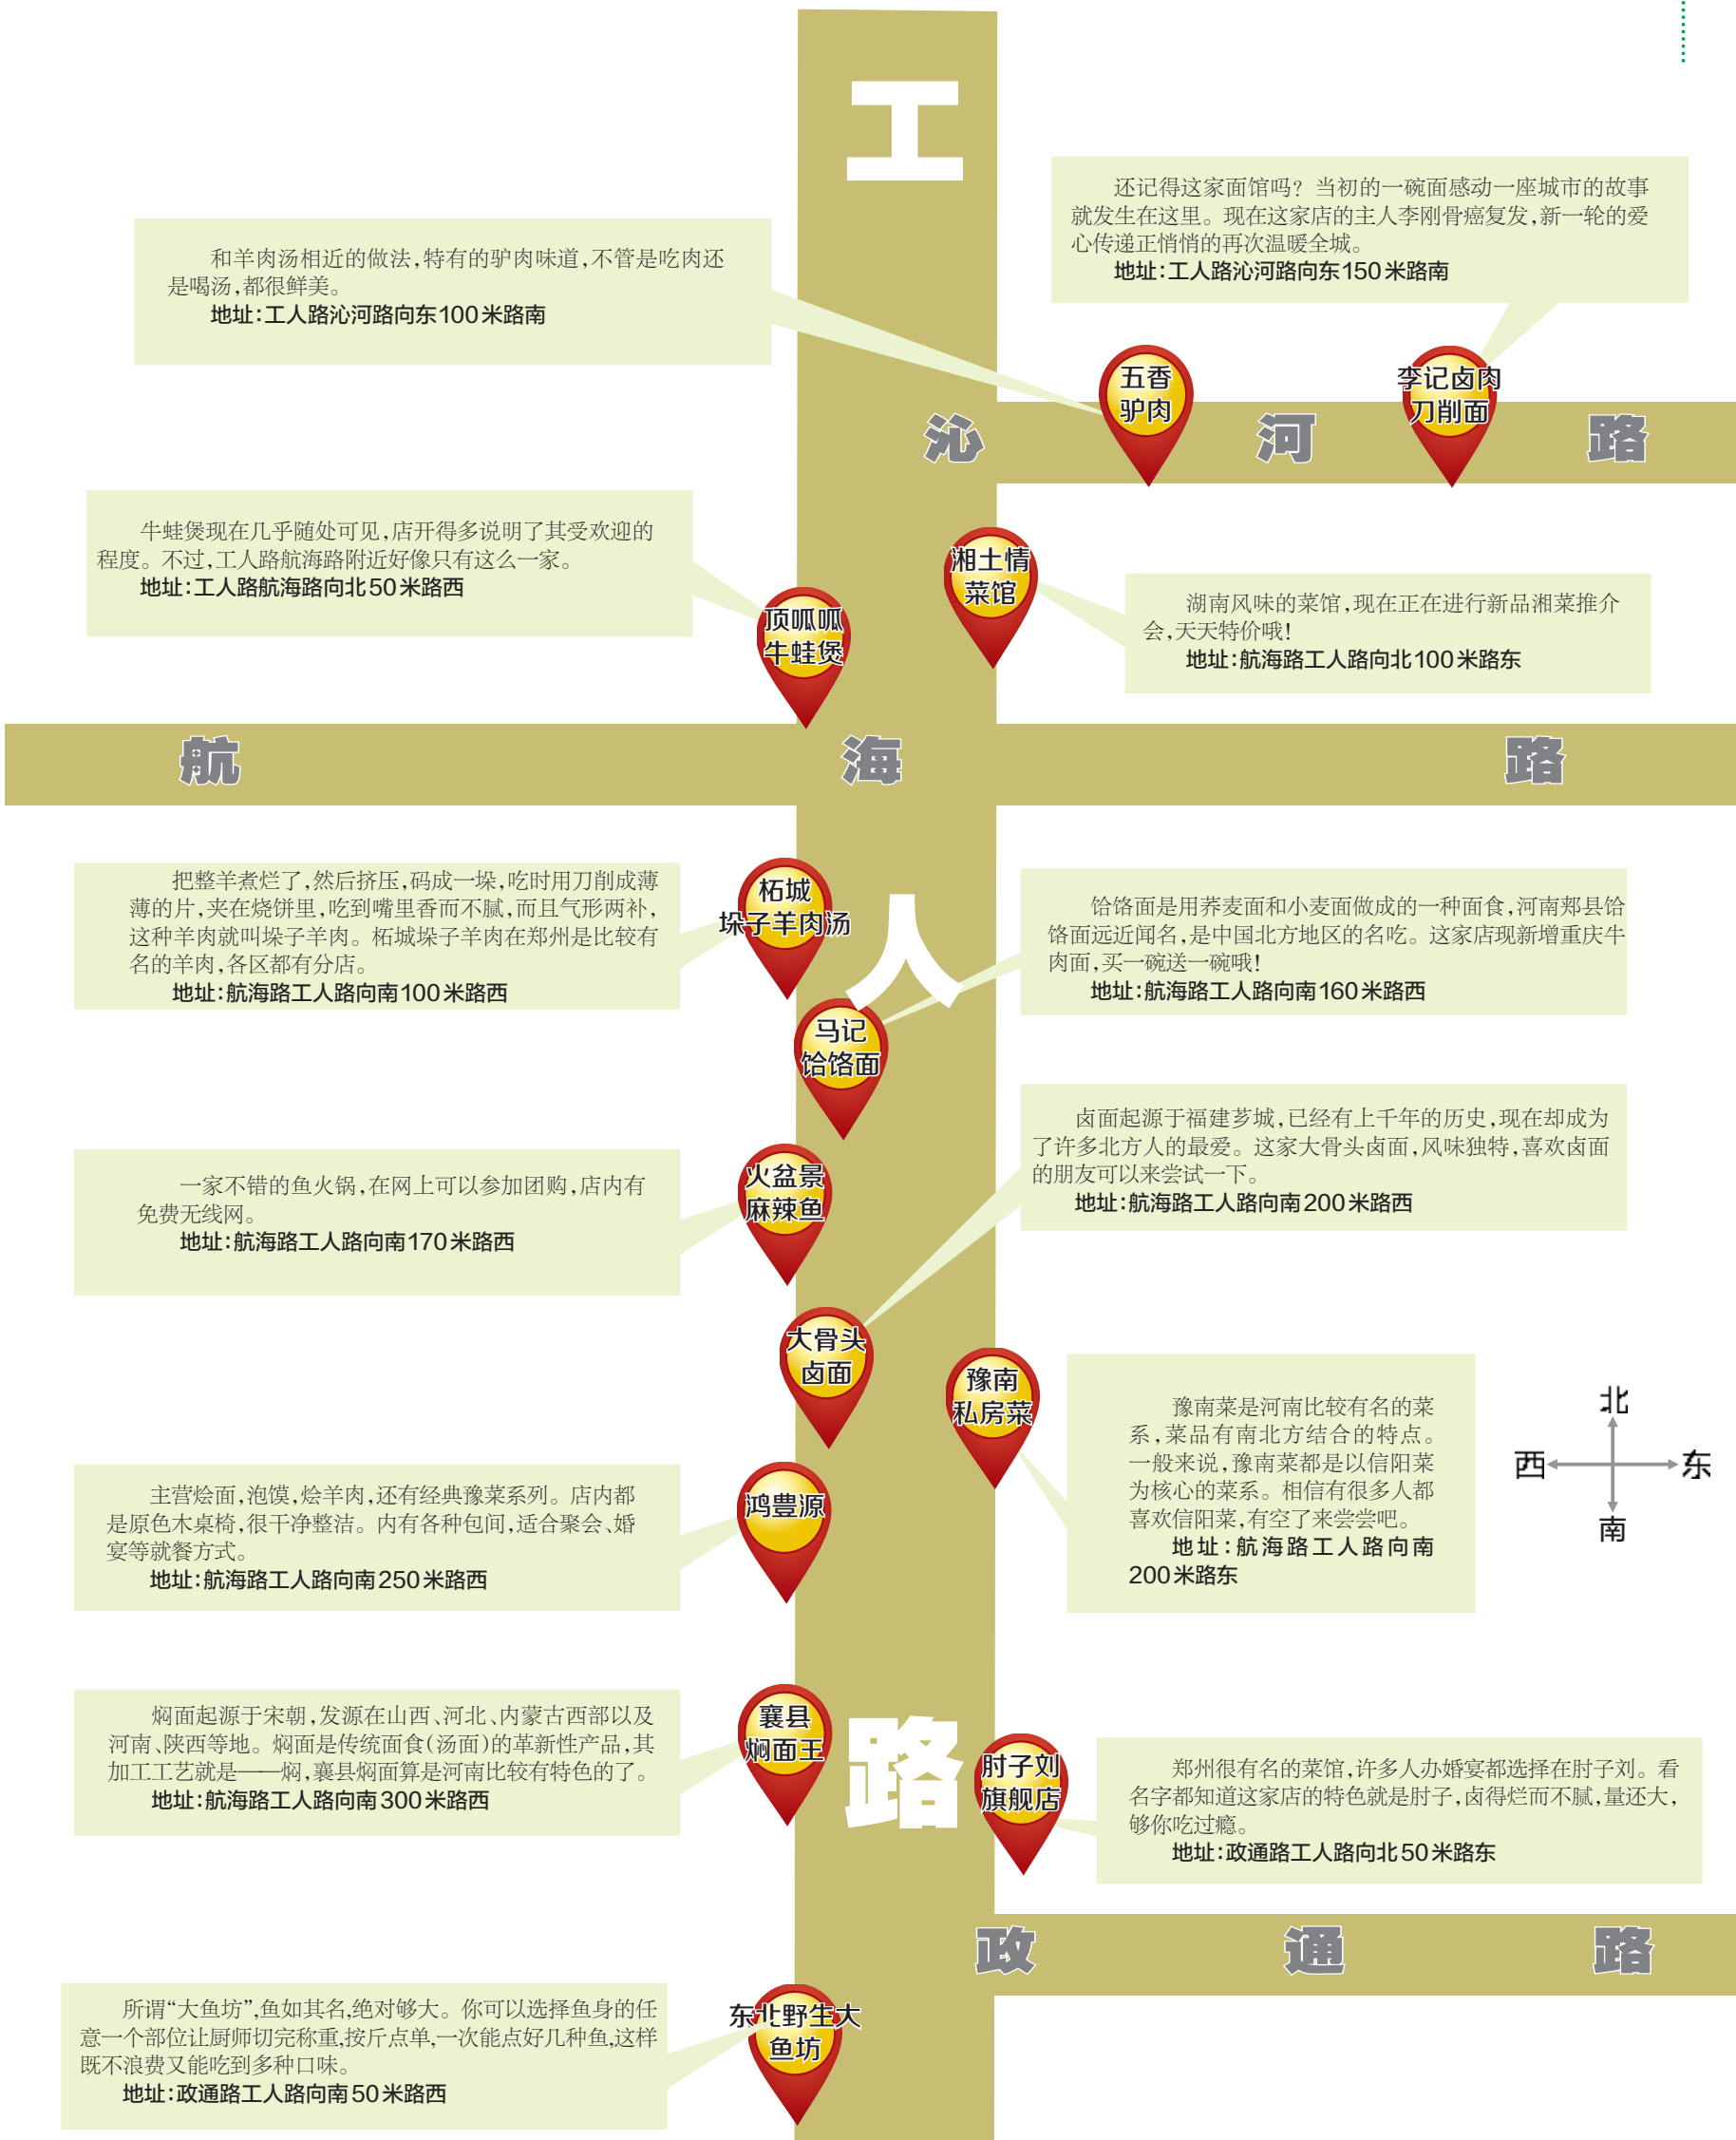 工
人
路
还记得这家面馆吗？当初的一碗面感动一座城市的故事
就发生在这里。现在这家店的主人李刚骨癌复发，新一轮的爱
心传递正悄悄的再次温暖全城。
地址：工人路沁河路向东150米路南
和羊肉汤相近的做法，特有的驴肉味道，不管是吃肉还
是喝汤，都很鲜美。
地址：工人路沁河路向东100米路南
五香
驴肉
李记卤肉
刀削面
沁河路
牛蛙煲现在几乎随处可见，店开得多说明了其受欢迎的
程度。不过，工人路航海路附近好像只有这么一家。
地址：工人路航海路向北50米路西
顶呱呱
牛蛙煲
湘土情
菜馆
湖南风味的菜馆，现在正在进行新品湘菜推介
会，天天特价哦！
地址：航海路工人路向北100米路东
航海路
把整羊煮烂了，然后挤压，码成一垛，吃时用刀削成薄
薄的片，夹在烧饼里，吃到嘴里香而不腻，而且气形两补，
这种羊肉就叫垛子羊肉。柘城垛子羊肉在郑州是比较有
名的羊肉，各区都有分店。
地址：航海路工人路向南100米路西
柘城
垛子羊肉汤
饸饹面是用荞麦面和小麦面做成的一种面食，河南郏县饸
饹面远近闻名，是中国北方地区的名吃。这家店现新增重庆牛
肉面，买一碗送一碗哦！
地址：航海路工人路向南160米路西
马记
饸饹面
卤面起源于福建芗城，已经有上千年的历史，现在却成为
了许多北方人的最爱。这家大骨头卤面，风味独特，喜欢卤面
的朋友可以来尝试一下。
地址：航海路工人路向南200米路西
一家不错的鱼火锅，在网上可以参加团购，店内有
免费无线网。
地址：航海路工人路向南170米路西
火盆景
麻辣鱼
大骨头
卤面
豫南
私房菜
豫南菜是河南比较有名的菜
系，菜品有南北方结合的特点。
一般来说，豫南菜都是以信阳菜
为核心的菜系。相信有很多人都
喜欢信阳菜，有空了来尝尝吧。
地址：航海路工人路向南
200米路东
北
西
东
南
主营烩面，泡馍，烩羊肉，还有经典豫菜系列。店内都
是原色木桌椅，很干净整洁。内有各种包间，适合聚会、婚
宴等就餐方式。
地址：航海路工人路向南250米路西
鸿豊源
焖面起源于宋朝，发源在山西、河北、内蒙古西部以及
河南、陕西等地。焖面是传统面食（汤面）的革新性产品，其
加工工艺就是——焖，襄县焖面算是河南比较有特色的了。
地址：航海路工人路向南300米路西
襄县
焖面王
肘子刘
旗舰店
郑州很有名的菜馆，许多人办婚宴都选择在肘子刘。看
名字都知道这家店的特色就是肘子，卤得烂而不腻，量还大，
够你吃过瘾。
地址：政通路工人路向北50米路东
政通路
所谓“大鱼坊”,鱼如其名,绝对够大。你可以选择鱼身的任
意一个部位让厨师切完称重,按斤点单,一次能点好几种鱼,这样
既不浪费又能吃到多种口味。
地址：政通路工人路向南50米路西
东北野生大
鱼坊